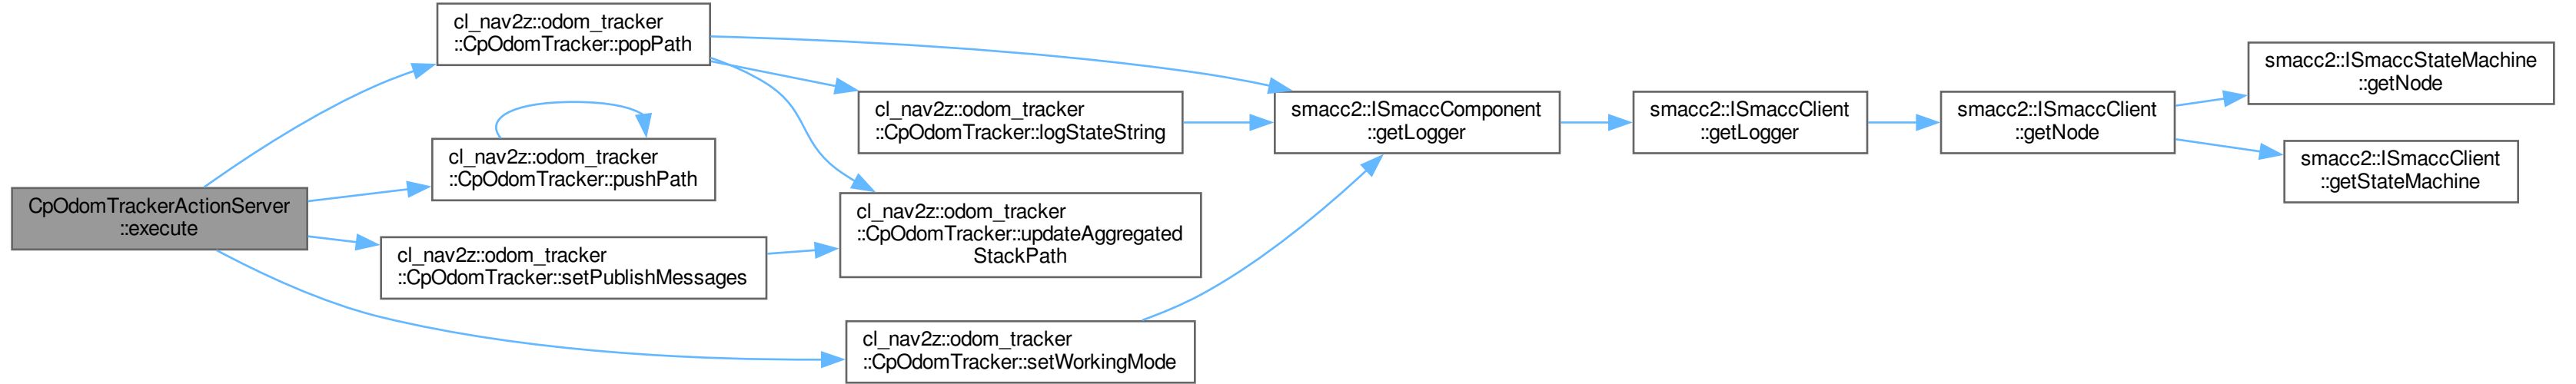 CpOdomTrackerActionServer
::execute
cl_nav2z::odom_tracker
::CpOdomTracker::popPath
cl_nav2z::odom_tracker
::CpOdomTracker::pushPath
cl_nav2z::odom_tracker
::CpOdomTracker::setPublishMessages
cl_nav2z::odom_tracker
::CpOdomTracker::logStateString
cl_nav2z::odom_tracker
::CpOdomTracker::updateAggregated
StackPath
cl_nav2z::odom_tracker
::CpOdomTracker::setWorkingMode
smacc2::ISmaccComponent
::getLogger
smacc2::ISmaccClient
::getLogger
smacc2::ISmaccClient
::getNode
smacc2::ISmaccStateMachine
::getNode
smacc2::ISmaccClient
::getStateMachine